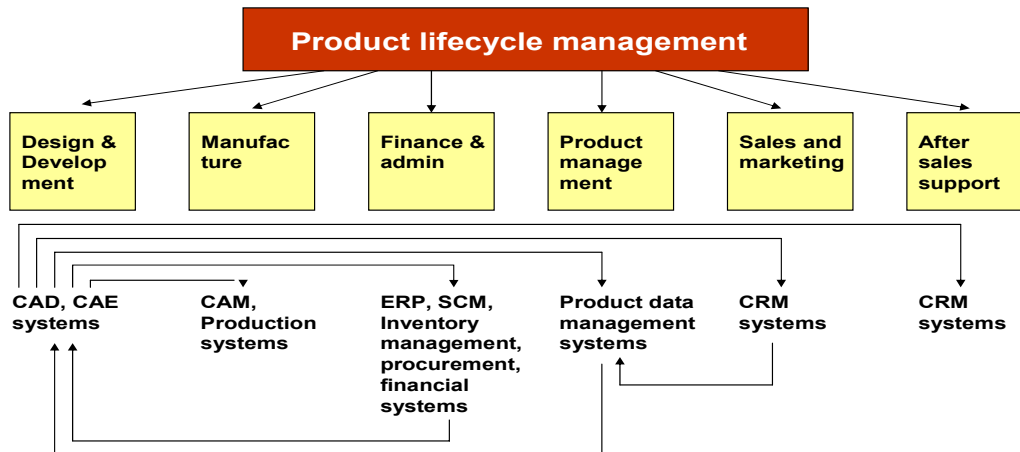 Product lifecycle management
Design &
Develop
ment
Manufac
ture
Finance &
admin
Product
manage
ment
Sales and
marketing
After
sales
support
CAD, CAE
systems
CAM,
Production
systems
ERP, SCM,
Inventory
management,
procurement,
financial
systems
Product data
management
systems
CRM
systems
CRM
systems